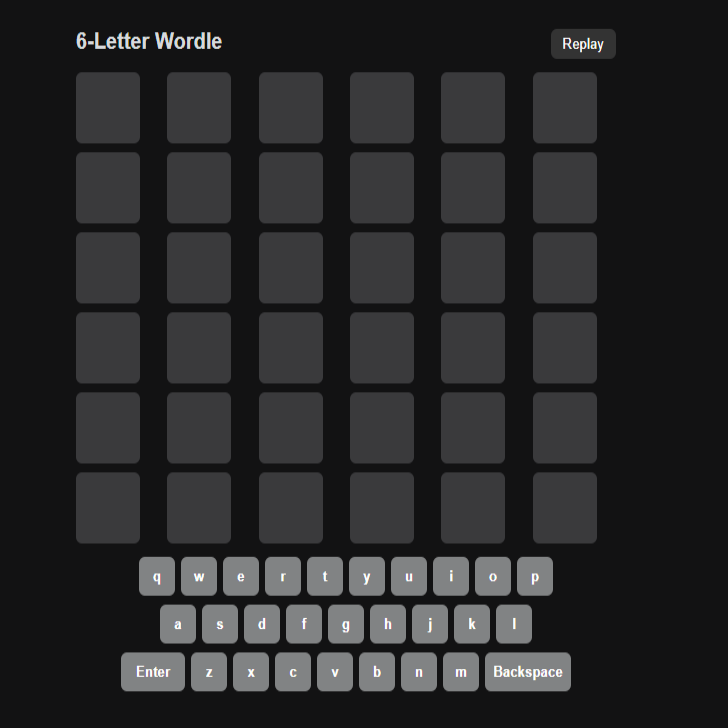 6-Letter Wordle
Replay
q w e r t y u i o p
a s d f g h j k l
Enter z x c v b n m Backspace